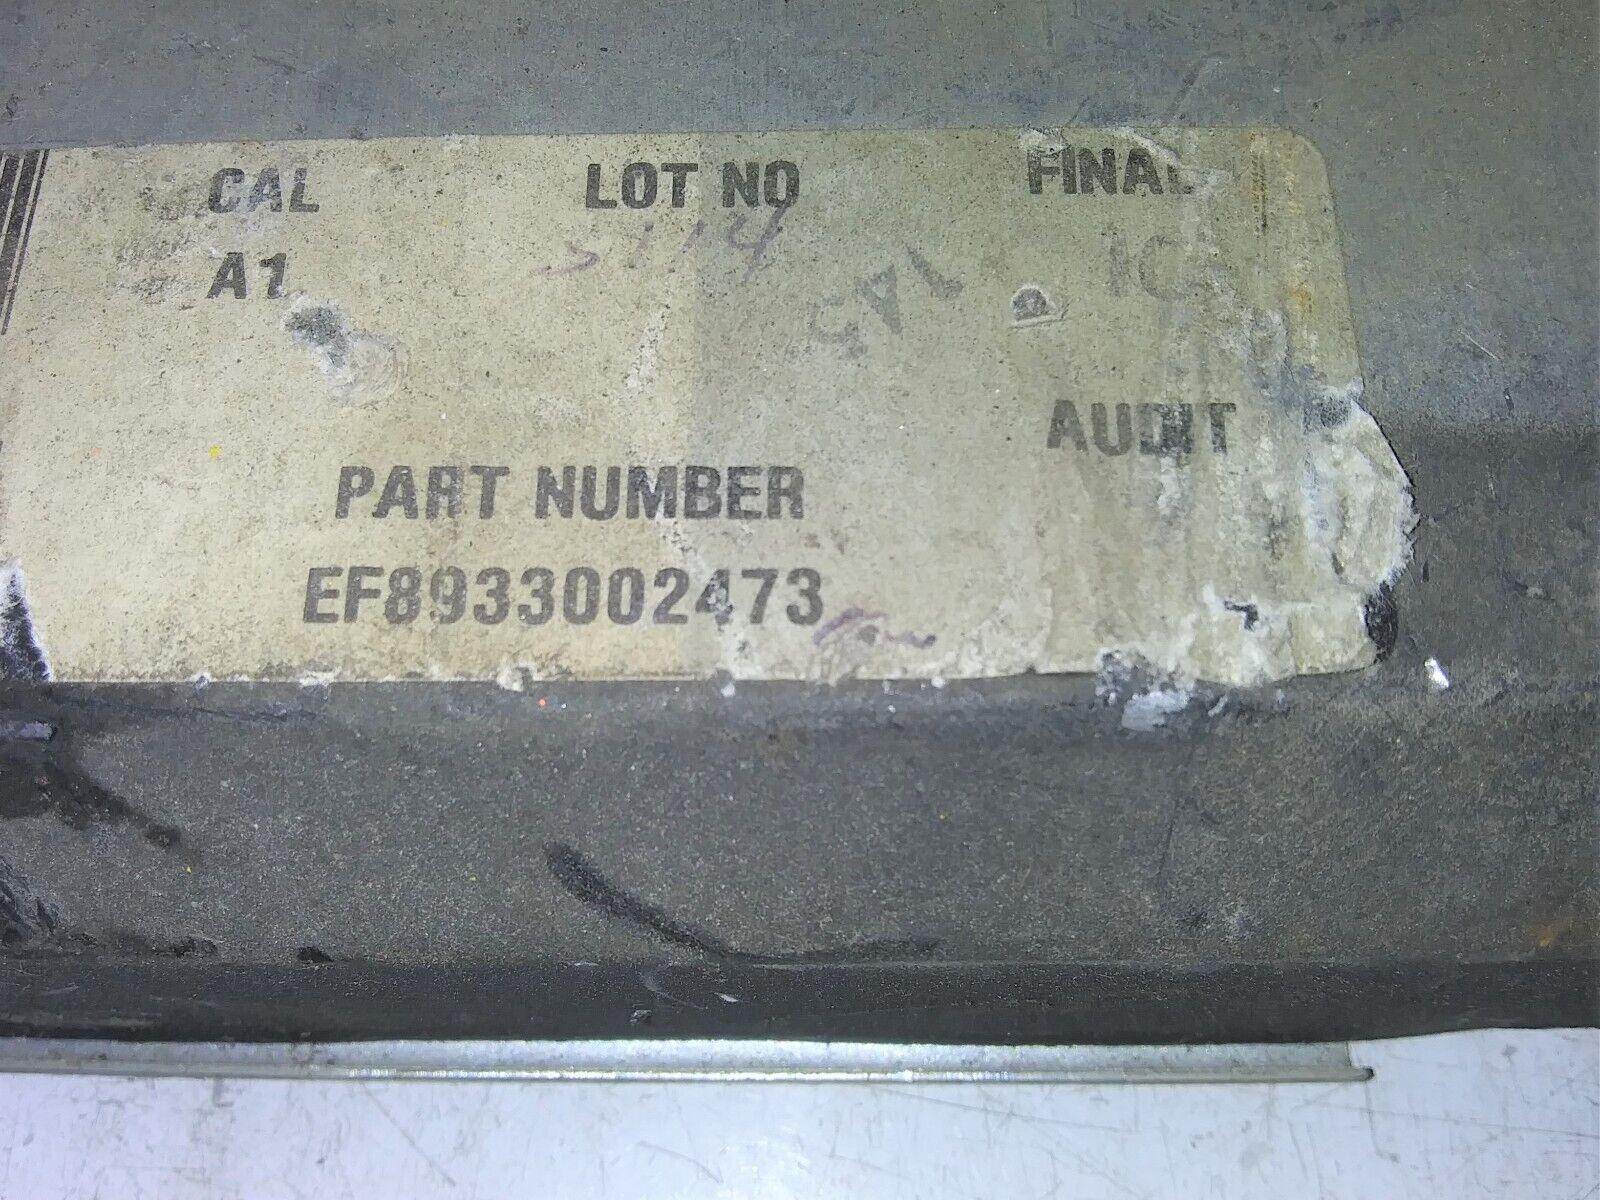 CAL LOT NO FINAL
A1
AUDIT
PART NUMBER
EF8933002473